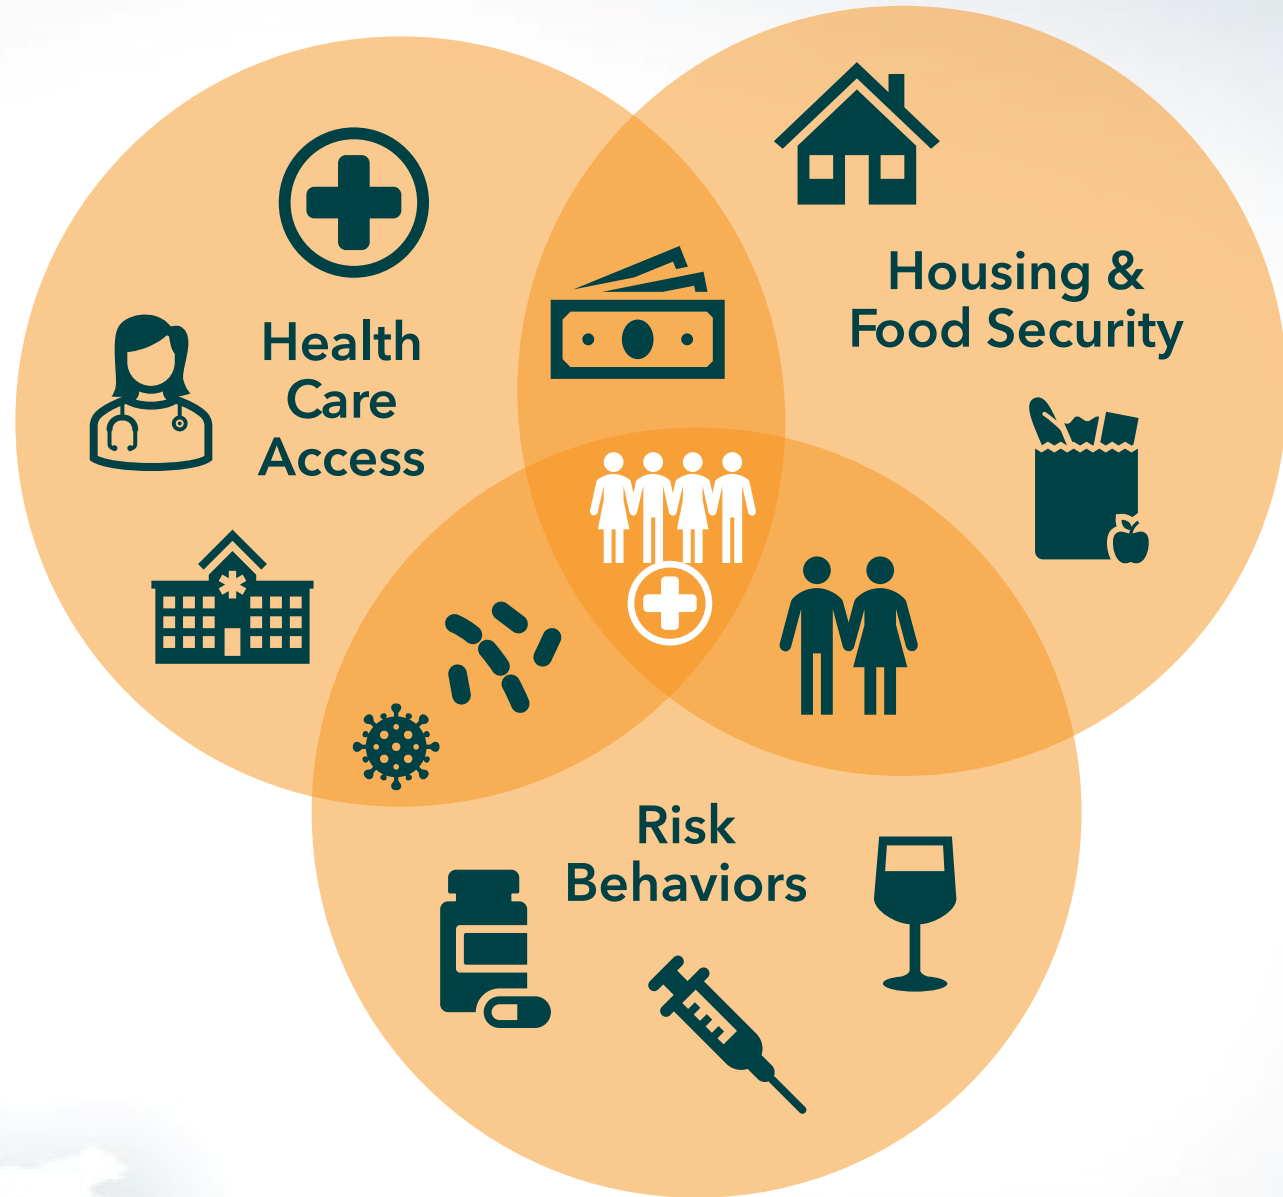 Health
Care
Access
Housing &
Food Security
Risk
Behaviors